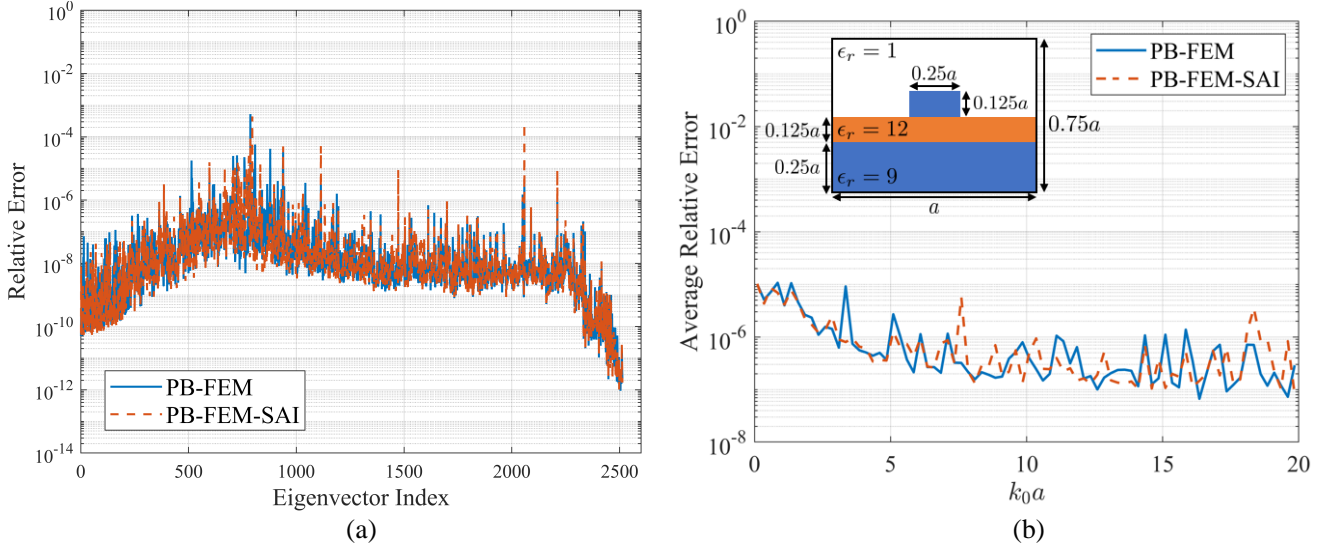 10^0
10^-2
10^-4
10^-6
10^-8
10^-10
10^-12
10^-14
Relative Error
PB-FEM
PB-FEM-SAI
0
500
1000
1500
2000
2500
Eigenvector Index
(a)
10^0
10^-2
10^-4
10^-6
10^-8
Average Relative Error
ϵ_r = 1
0.25a
0.125a
0.125a
ϵ_r = 12
0.75a
0.25a
ϵ_r = 9
a
PB-FEM
PB-FEM-SAI
0
5
10
15
20
k_0a
(b)